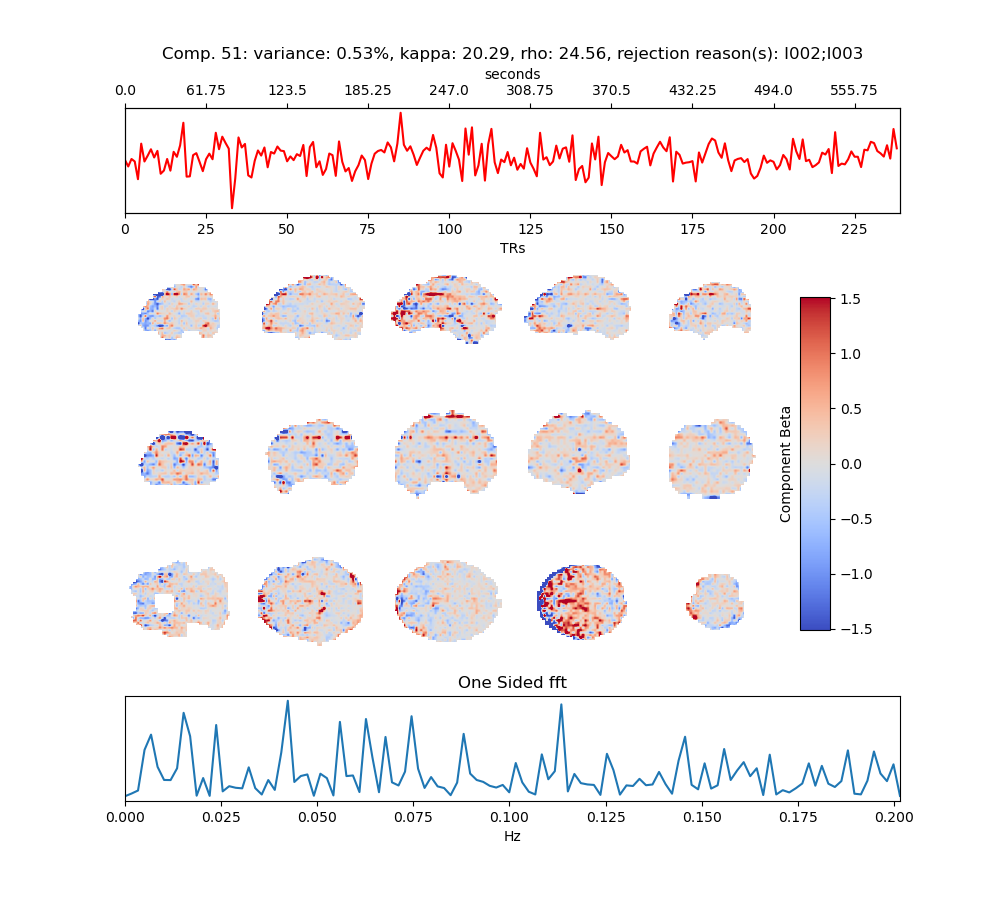 Comp. 51: variance: 0.53%, kappa: 20.29, rho: 24.56, rejection reason(s): I002;I003
seconds
0.0 61.75 123.5 185.25 247.0 308.75 370.5 432.25 494.0 555.75
0 25 50 75 100 125 150 175 200 225
TRs
1.5
1.0
0.5
0.0
−0.5
−1.0
−1.5
Component Beta
One Sided fft
0.000 0.025 0.050 0.075 0.100 0.125 0.150 0.175 0.200
Hz